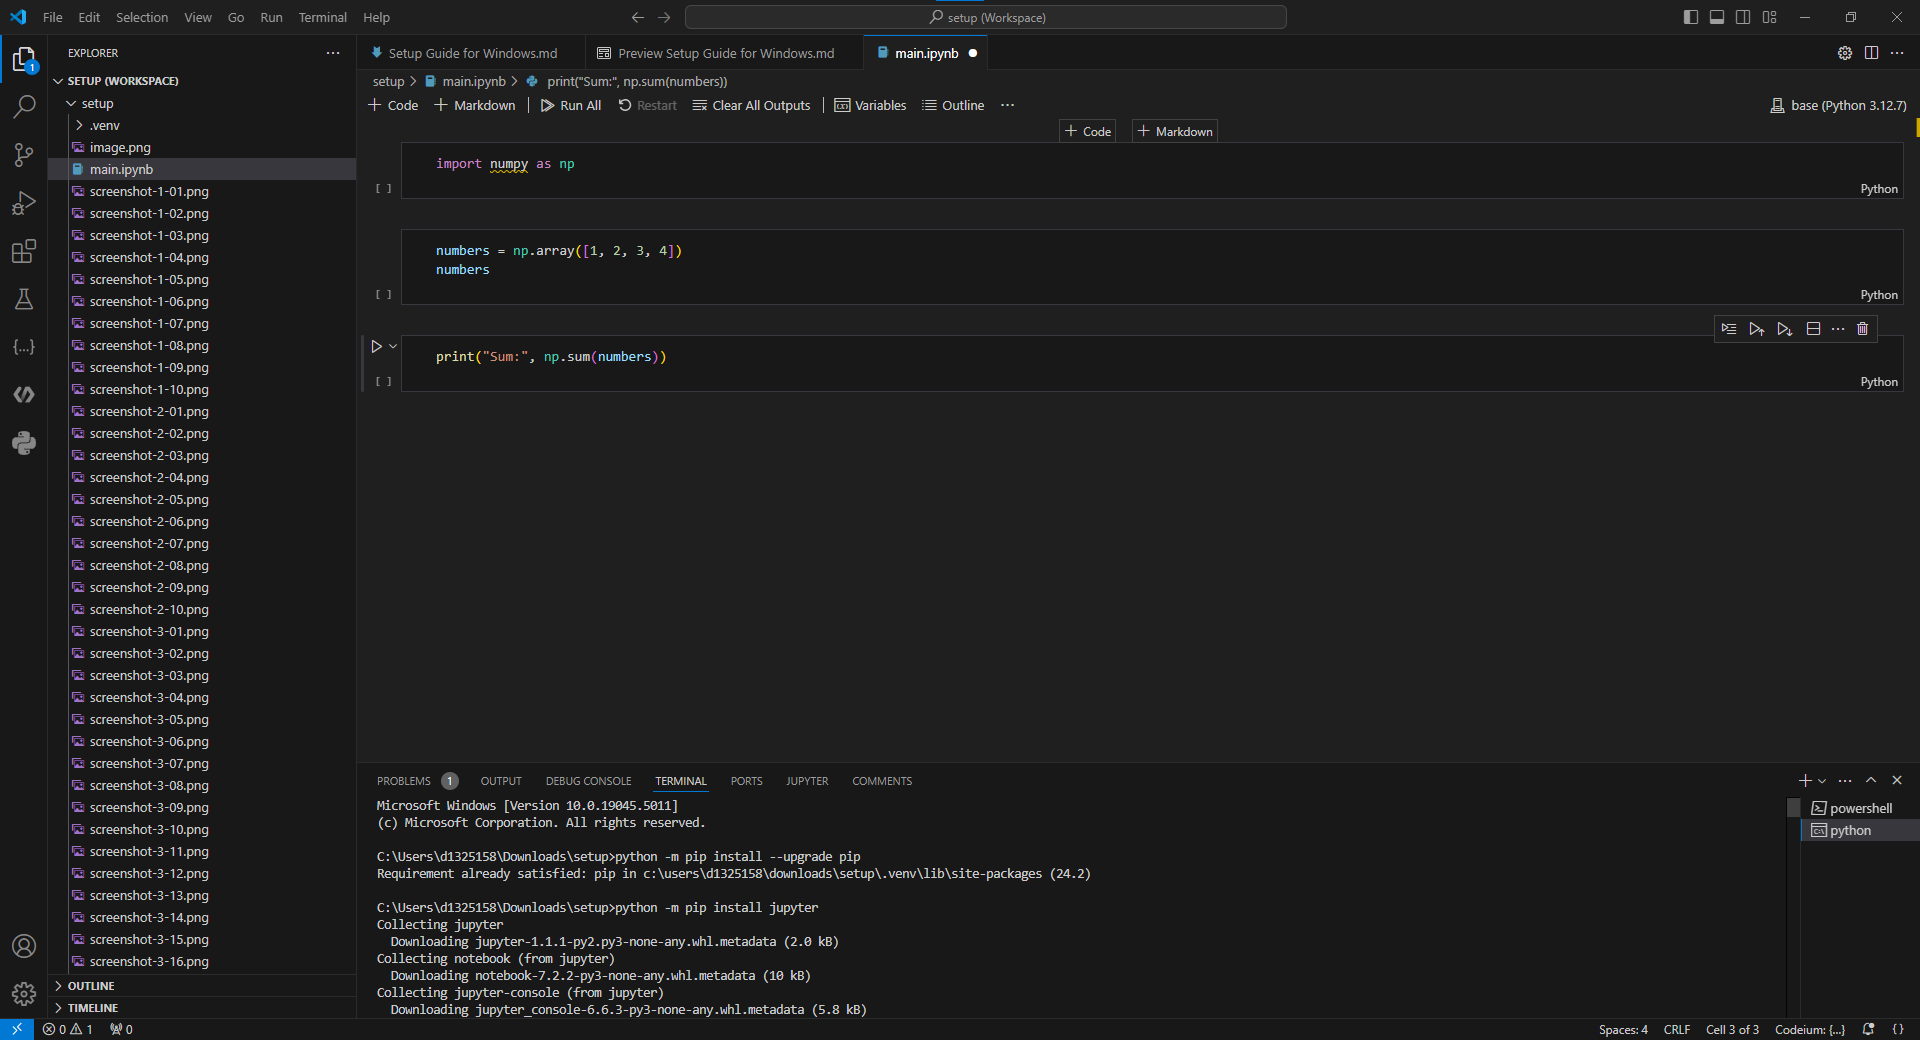 File Edit Selection View Go Run Terminal Help
setup (Workspace)
EXPLORER
SETUP (WORKSPACE)
setup
.venv
image.png
main.ipynb
screenshot-1-01.png
screenshot-1-02.png
screenshot-1-03.png
screenshot-1-04.png
screenshot-1-05.png
screenshot-1-06.png
screenshot-1-07.png
screenshot-1-08.png
screenshot-1-09.png
screenshot-1-10.png
screenshot-2-01.png
screenshot-2-02.png
screenshot-2-03.png
screenshot-2-04.png
screenshot-2-05.png
screenshot-2-06.png
screenshot-2-07.png
screenshot-2-08.png
screenshot-2-09.png
screenshot-2-10.png
screenshot-3-01.png
screenshot-3-02.png
screenshot-3-03.png
screenshot-3-04.png
screenshot-3-05.png
screenshot-3-06.png
screenshot-3-07.png
screenshot-3-08.png
screenshot-3-09.png
screenshot-3-10.png
screenshot-3-11.png
screenshot-3-12.png
screenshot-3-13.png
screenshot-3-14.png
screenshot-3-15.png
screenshot-3-16.png
OUTLINE
TIMELINE
1
Setup Guide for Windows.md Preview Setup Guide for Windows.md main.ipynb
setup > main.ipynb > print("Sum:", np.sum(numbers))
+ Code + Markdown Run All Restart Clear All Outputs Variables Outline ... base (Python 3.12.7)
+ Code + Markdown
import numpy as np
[ ] Python
numbers = np.array([1, 2, 3, 4])
numbers
[ ] Python
print("Sum:", np.sum(numbers))
[ ] Python
PROBLEMS 1 OUTPUT DEBUG CONSOLE TERMINAL PORTS JUPYTER COMMENTS
Microsoft Windows [Version 10.0.19045.5011]
(c) Microsoft Corporation. All rights reserved.
C:\Users\d1325158\Downloads\setup>python -m pip install --upgrade pip
Requirement already satisfied: pip in c:\users\d1325158\downloads\setup\.venv\lib\site-packages (24.2)
C:\Users\d1325158\Downloads\setup>python -m pip install jupyter
Collecting jupyter
Downloading jupyter-1.1.1-py2.py3-none-any.whl.metadata (2.0 kB)
Collecting notebook (from jupyter)
Downloading notebook-7.2.2-py3-none-any.whl.metadata (10 kB)
Collecting jupyter-console (from jupyter)
Downloading jupyter_console-6.6.3-py3-none-any.whl.metadata (5.8 kB)
powershell
python
0 1 0 Spaces: 4 CRLF Cell 3 of 3 Codeium: {...} {}